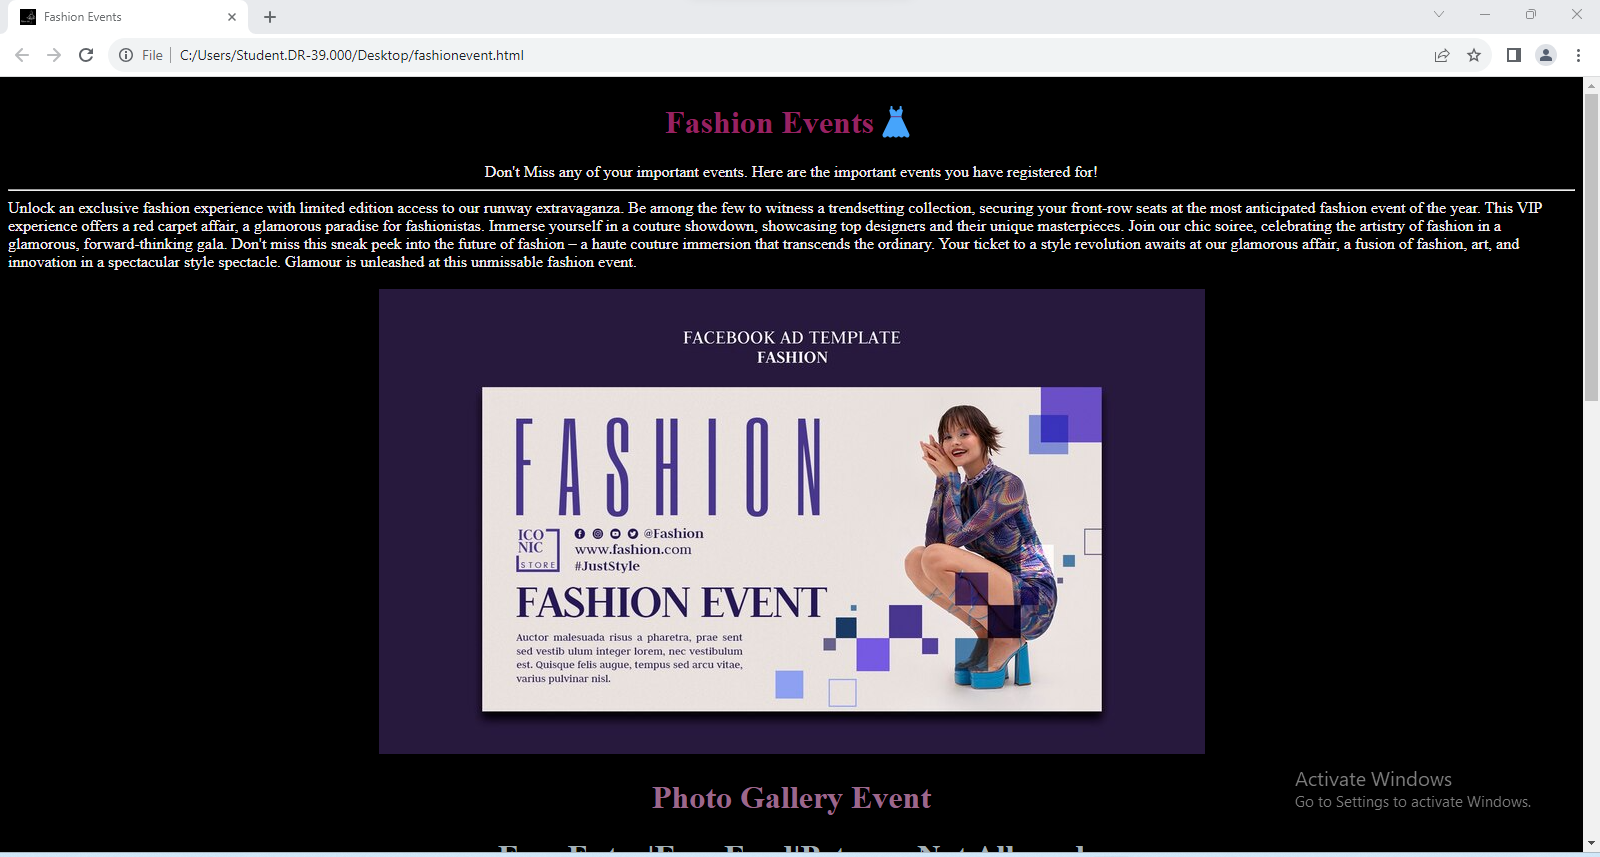 Fashion Events
File
C:/Users/Student.DR-39.000/Desktop/fashionevent.html
Fashion Events
Don't Miss any of your important events. Here are the important events you have registered for!
Unlock an exclusive fashion experience with limited edition access to our runway extravaganza. Be among the few to witness a trendsetting collection, securing your front-row seats at the most anticipated fashion event of the year. This VIP
experience offers a red carpet affair, a glamorous paradise for fashionistas. Immerse yourself in a couture showdown, showcasing top designers and their unique masterpieces. Join our chic soiree, celebrating the artistry of fashion in a
glamorous, forward-thinking gala. Don't miss this sneak peek into the future of fashion – a haute couture immersion that transcends the ordinary. Your ticket to a style revolution awaits at our glamorous affair, a fusion of fashion, art, and
innovation in a spectacular style spectacle. Glamour is unleashed at this unmissable fashion event.
FACEBOOK AD TEMPLATE
FASHION
FASHION
ICO
NIC
STORE
@Fashion
www.fashion.com
#JustStyle
FASHION EVENT
Auctor malesuada risus a pharetra, prae sent
sed vestib ulum integer lorem, nec vestibulum
est. Quisque felis augue, tempus sed arcu vitae,
varius pulvinar nisl.
Photo Gallery Event
Activate Windows
Go to Settings to activate Windows.